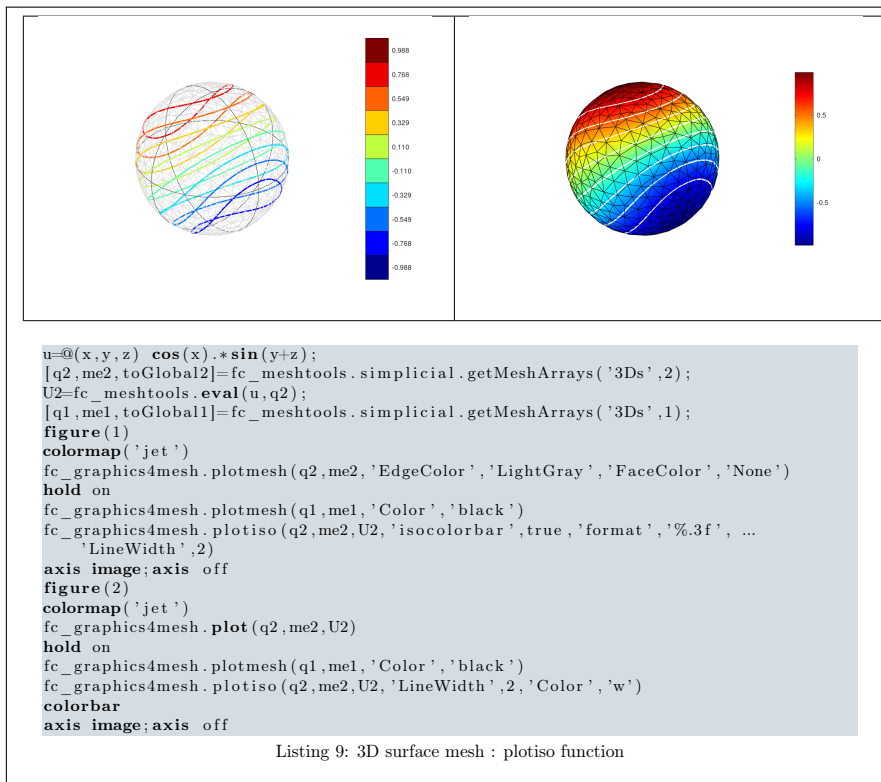 0.988
0.768
0.549
0.329
0.110
-0.110
-0.329
-0.549
-0.768
-0.988
0.5
0
-0.5
u=@(x,y,z) cos(x).*sin(y+z);
[q2,me2,toGlobal2]=fc_meshtools.simplicial.getMeshArrays('3Ds',2);
U2=fc_meshtools.eval(u,q2);
[q1,me1,toGlobal1]=fc_meshtools.simplicial.getMeshArrays('3Ds',1);
figure(1)
colormap('jet')
fc_graphics4mesh.plotmesh(q2,me2,'EdgeColor','LightGray','FaceColor','None')
hold on
fc_graphics4mesh.plotmesh(q1,me1,'Color','black')
fc_graphics4mesh.plotiso(q2,me2,U2,'isocolorbar',true,'format','%.3f', ...
'LineWidth',2)
axis image;axis off
figure(2)
colormap('jet')
fc_graphics4mesh.plot(q2,me2,U2)
hold on
fc_graphics4mesh.plotmesh(q1,me1,'Color','black')
fc_graphics4mesh.plotiso(q2,me2,U2,'LineWidth',2,'Color','w')
colorbar
axis image;axis off
Listing 9: 3D surface mesh : plotiso function